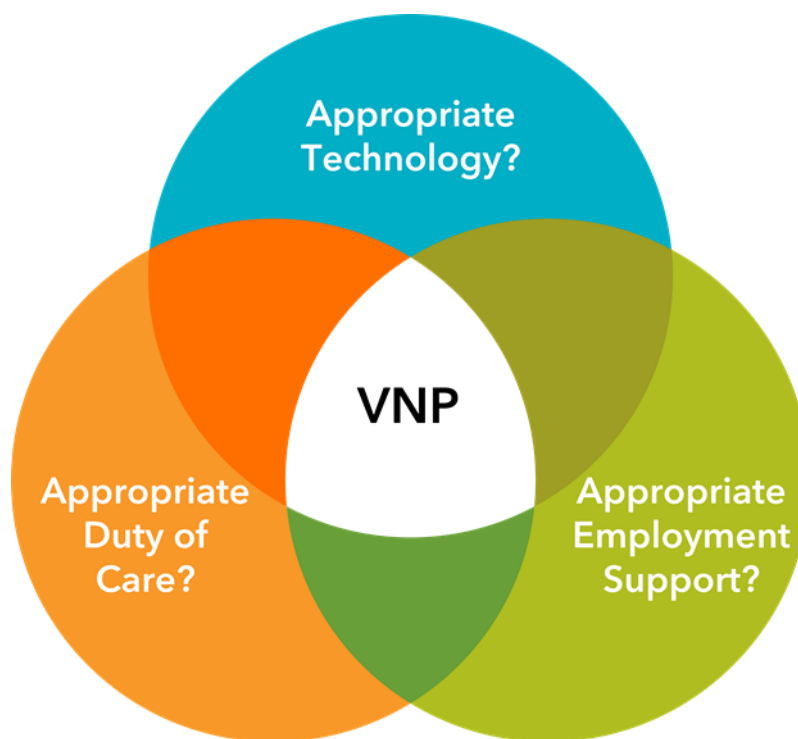 Appropriate
Technology?
VNP
Appropriate
Duty of
Care?
Appropriate
Employment
Support?